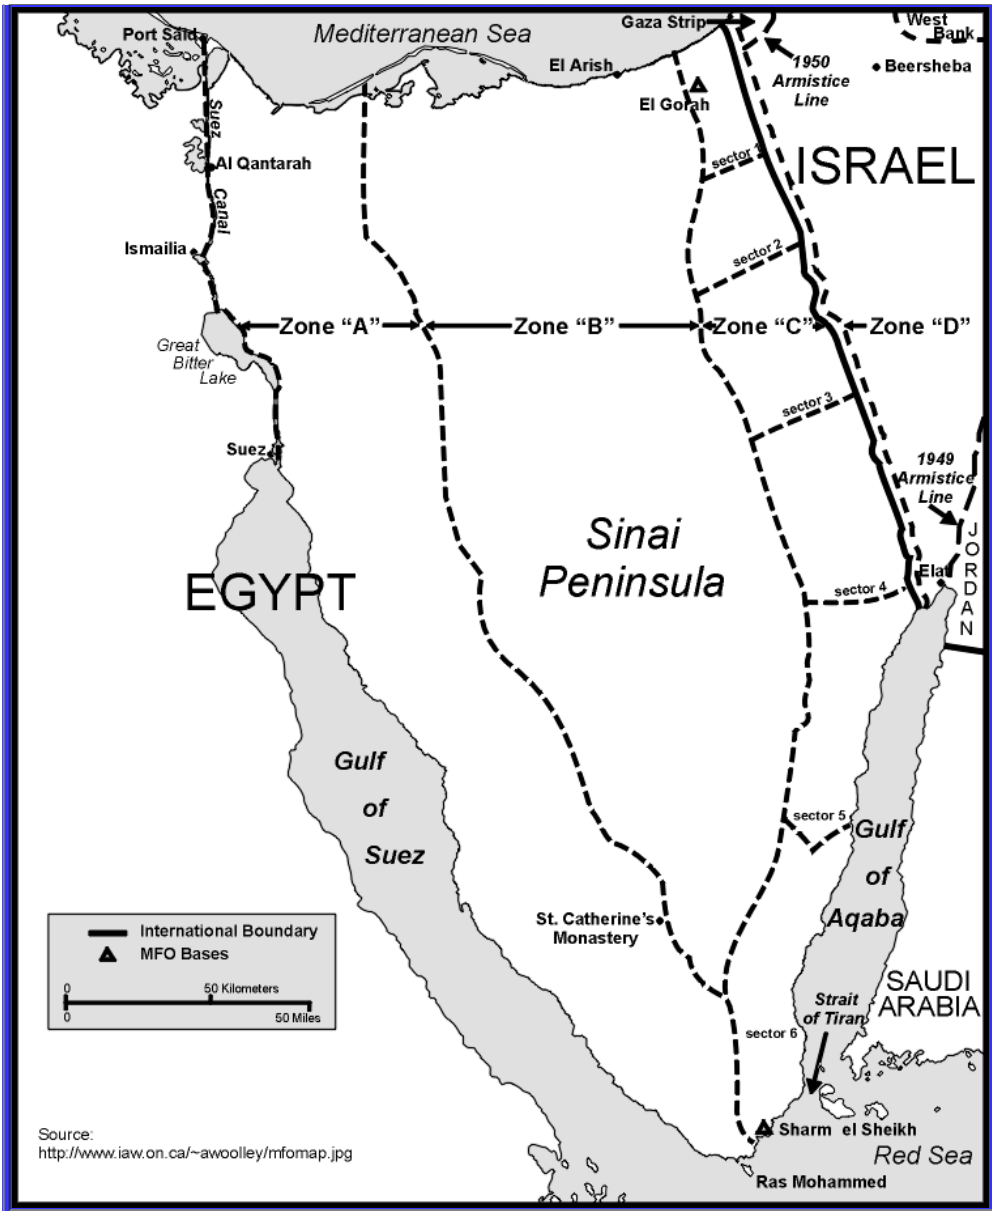 Port Said
Mediterranean Sea
Gaza Strip
West
Bank
1950
Armistice
Line
Beersheba
El Arish
El Gorah
Suez
Canal
Al Qantarah
sector 1
ISRAEL
Ismailia
sector 2
Zone “A”
Zone “B”
Zone “C”
Zone “D”
Great
Bitter
Lake
sector 3
Suez
1949
Armistice
Line
JORDAN
Sinai
Peninsula
EGYPT
Elat
sector 4
Gulf
of
Suez
sector 5
Gulf
of
Aqaba
St. Catherine's
Monastery
International Boundary
MFO Bases
0
50 Kilometers
0
50 Miles
SAUDI
ARABIA
Strait
of Tiran
sector 6
Sharm el Sheikh
Red Sea
Ras Mohammed
Source:
http://www.iaw.on.ca/~awoolley/mfomap.jpg